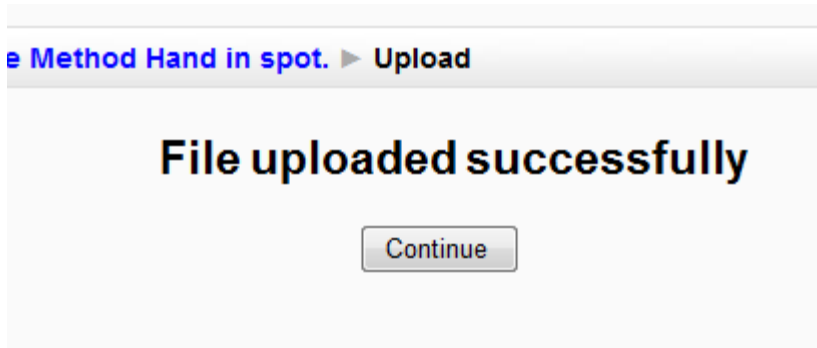 e Method Hand in spot. ► Upload
File uploaded successfully
Continue